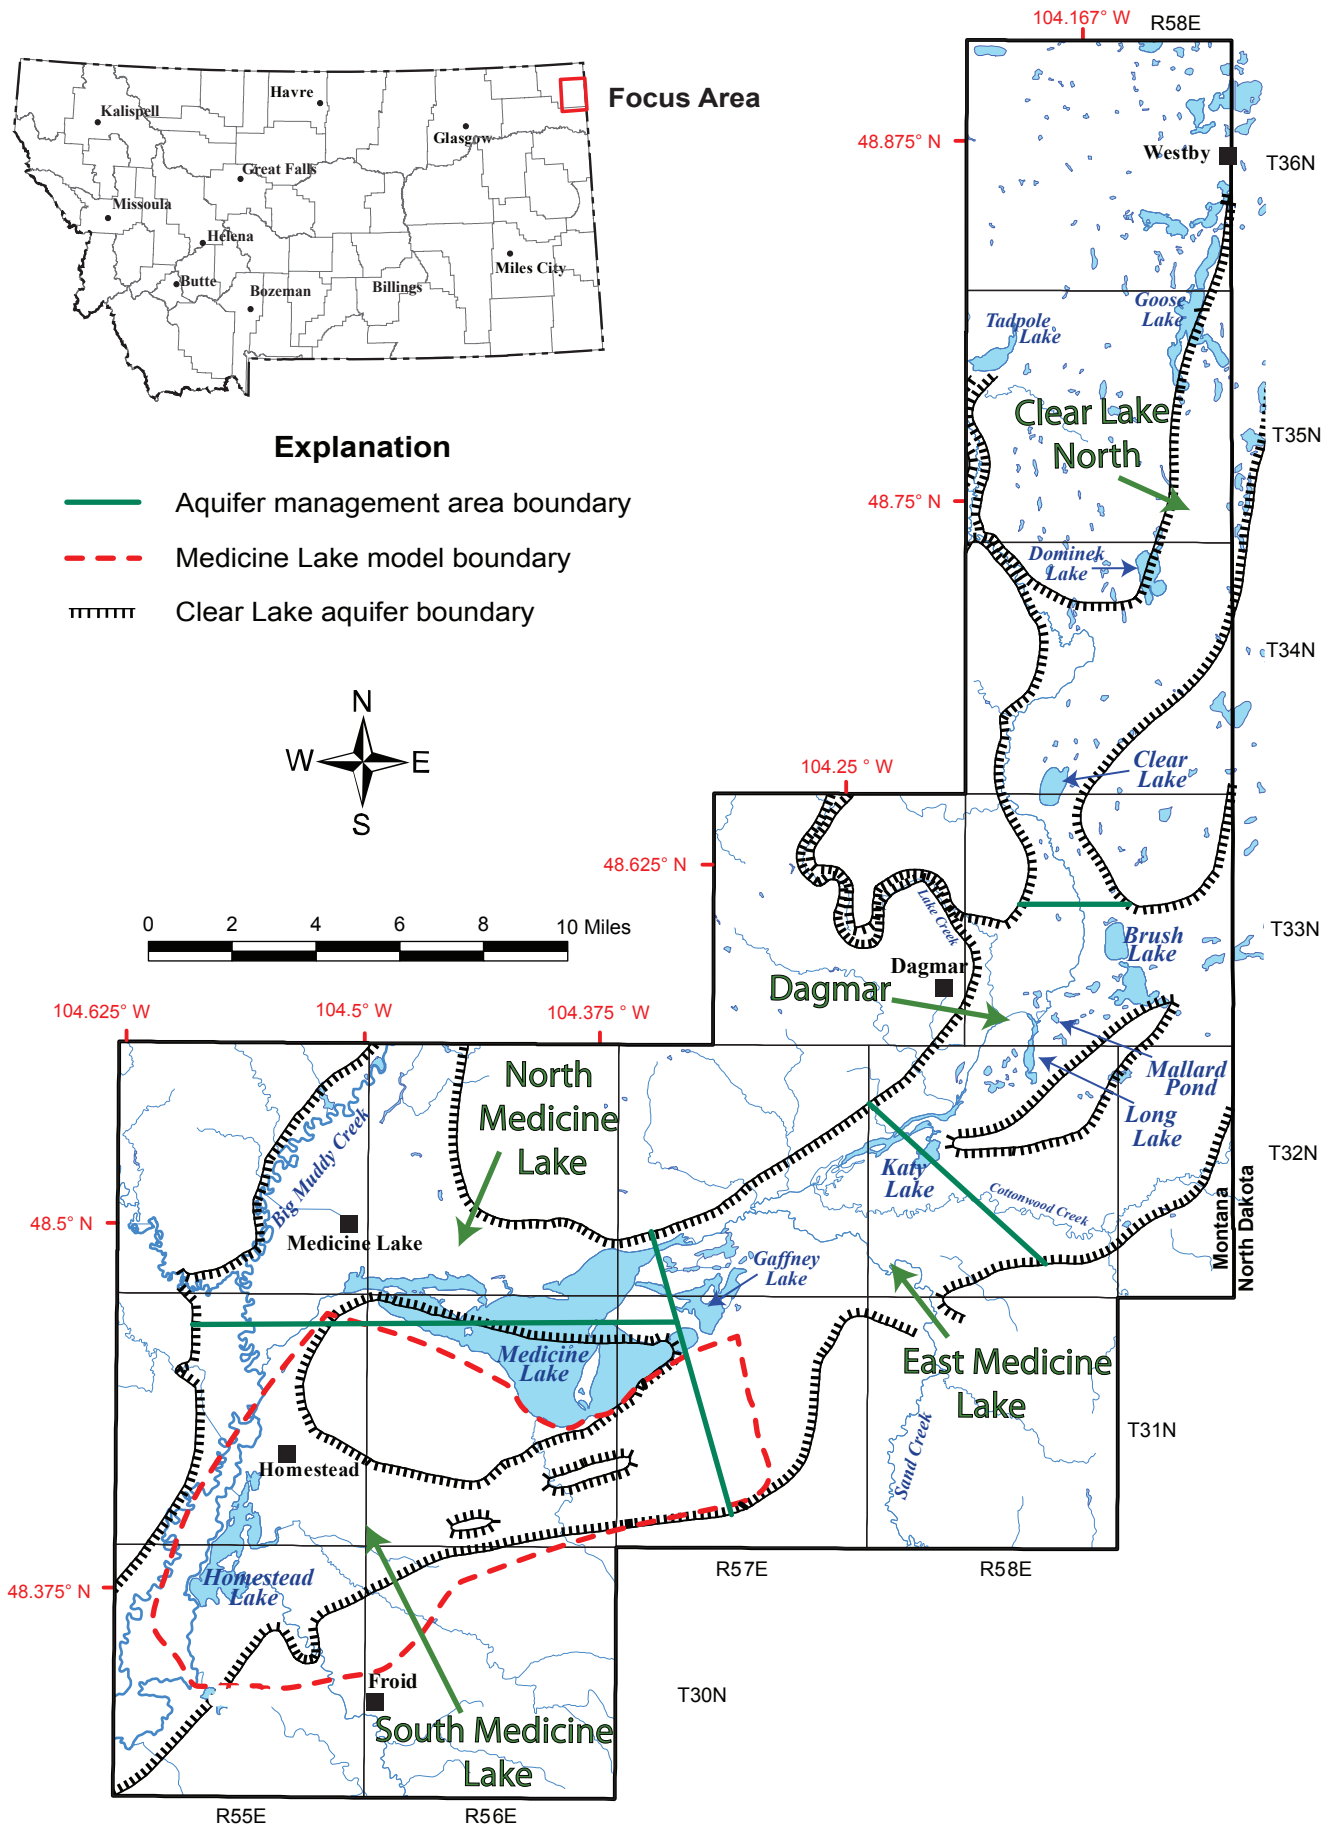 104.167° W
R58E
Havre
Kalispell
Glasgow
Great Falls
Missoula
Helena
Butte
Bozeman
Billings
Miles City
Focus Area
48.875° N
Westby
T36N
Goose
Lake
Tadpole
Lake
Clear Lake
North
T35N
48.75° N
Explanation
Aquifer management area boundary
Medicine Lake model boundary
Clear Lake aquifer boundary
Dominek
Lake
T34N
N
W
E
S
Clear
Lake
104.25 ° W
48.625° N
0
2
4
6
8
10 Miles
Lake Creek
Brush
Lake
T33N
Dagmar
Dagmar
104.625° W
104.5° W
104.375 ° W
Mallard
Pond
Long
Lake
North
Medicine
Lake
Big Muddy Creek
Katy
Lake
Cottonwood Creek
T32N
Montana
North Dakota
48.5° N
Medicine Lake
Gaffney
Lake
Medicine
Lake
East Medicine
Lake
Sand Creek
T31N
Homestead
Homestead
Lake
48.375° N
R57E
R58E
Froid
T30N
South Medicine
Lake
R55E
R56E